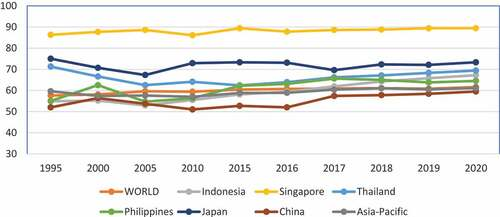 100
90
80
70
60
50
40
30
1995 2000 2005 2010 2015 2016 2017 2018 2019 2020
WORLD Indonesia Singapore Thailand
Philippines Japan China Asia-Pacific